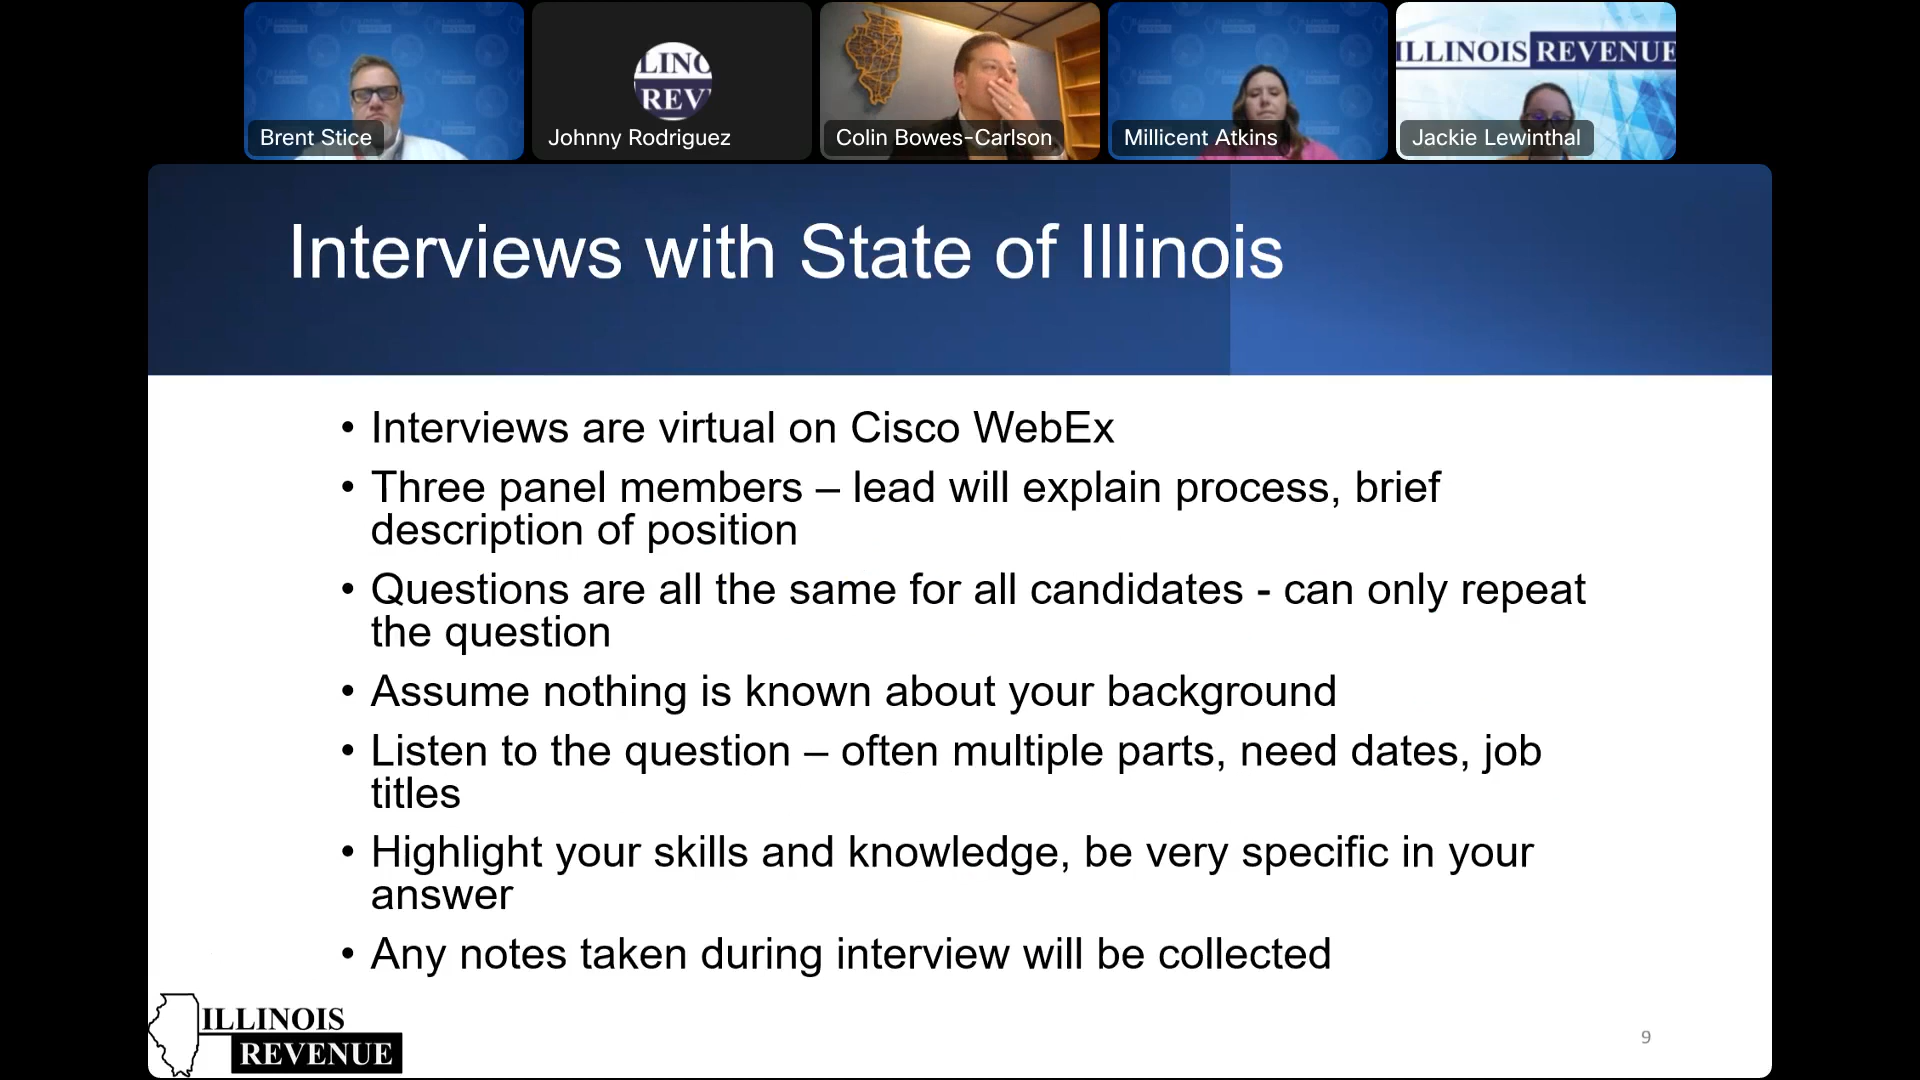 Brent Stice
LINO
REV
Johnny Rodriguez
Colin Bowes-Carlson
Millicent Atkins
ILLINOIS REVENUE
Jackie Lewinthal
Interviews with State of Illinois
• Interviews are virtual on Cisco WebEx
• Three panel members – lead will explain process, brief
description of position
• Questions are all the same for all candidates - can only repeat
the question
• Assume nothing is known about your background
• Listen to the question – often multiple parts, need dates, job
titles
• Highlight your skills and knowledge, be very specific in your
answer
• Any notes taken during interview will be collected
ILLINOIS
REVENUE
9